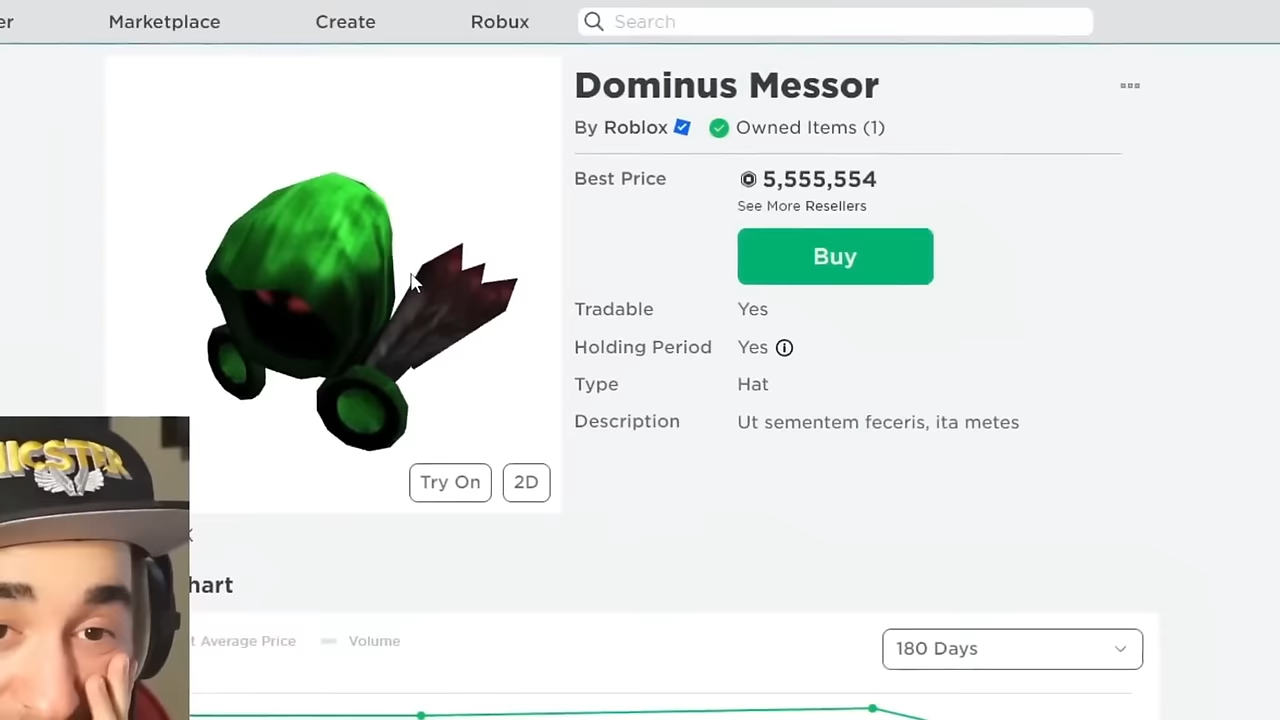 er Marketplace Create Robux Search
Dominus Messor
By Roblox Owned Items (1)
Best Price 5,555,554
See More Resellers
Buy
Tradable Yes
Holding Period Yes
Type Hat
Description Ut sementem feceris, ita metes
Try On 2D
hart
t Average Price Volume
180 Days